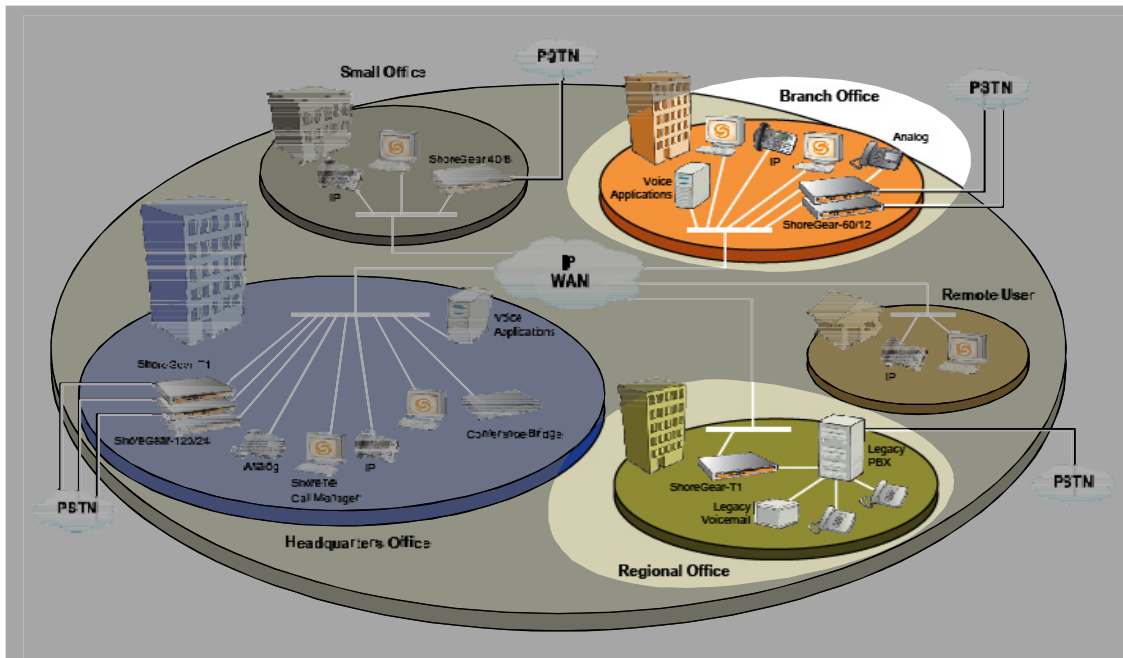 PSTN
Small Office
Branch Office
PSTN
Analog
ShoreGear-40/8
IP
IP
Voice
Applications
ShoreGear-60/12
IP
WAN
Remote User
Voice
Applications
IP
ShoreGear-T1
ShoreGear-120/24
Conference Bridge
Analog
IP
ShoreTel
Call Manager
Legacy
PBX
ShoreGear-T1
PSTN
PSTN
Legacy
Voicemail
Headquarters Office
Regional Office